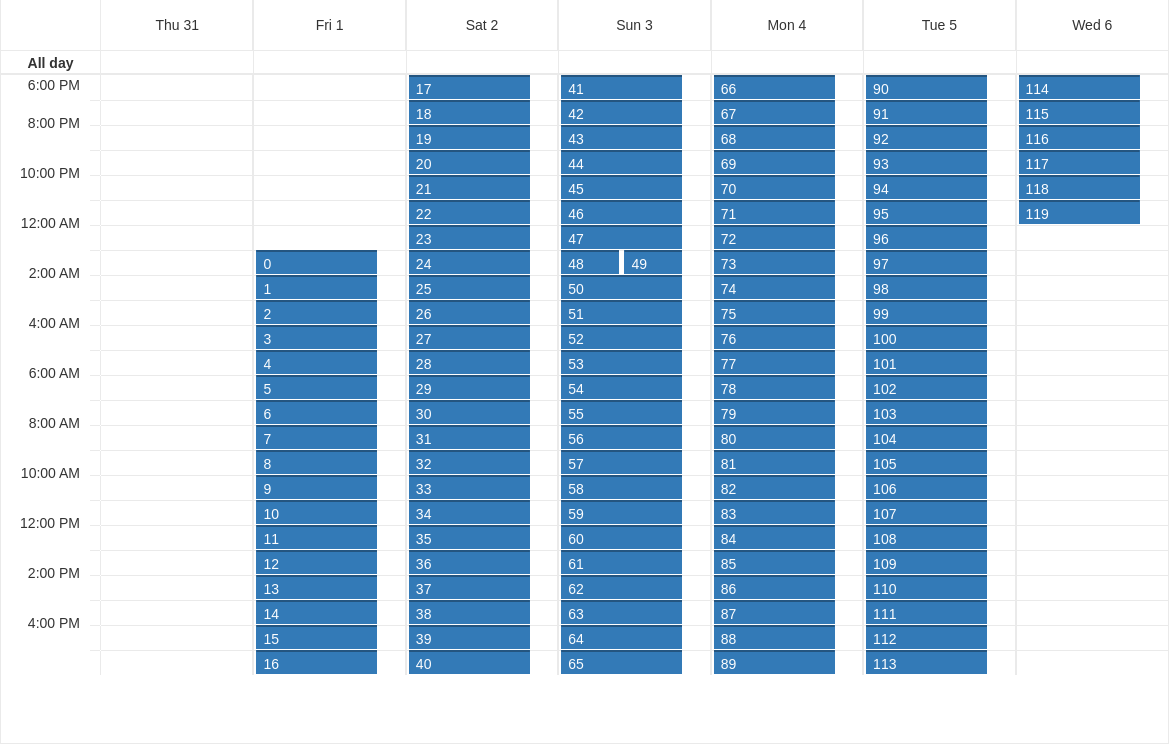 Thu 31 Fri 1 Sat 2 Sun 3 Mon 4 Tue 5 Wed 6
All day
6:00 PM 17 41 66 90 114
18 42 67 91 115
8:00 PM 19 43 68 92 116
20 44 69 93 117
10:00 PM 21 45 70 94 118
22 46 71 95 119
12:00 AM 23 47 72 96
0 24 48 49 73 97
2:00 AM 1 25 50 74 98
2 26 51 75 99
4:00 AM 3 27 52 76 100
4 28 53 77 101
6:00 AM 5 29 54 78 102
6 30 55 79 103
8:00 AM 7 31 56 80 104
8 32 57 81 105
10:00 AM 9 33 58 82 106
10 34 59 83 107
12:00 PM 11 35 60 84 108
12 36 61 85 109
2:00 PM 13 37 62 86 110
14 38 63 87 111
4:00 PM 15 39 64 88 112
16 40 65 89 113